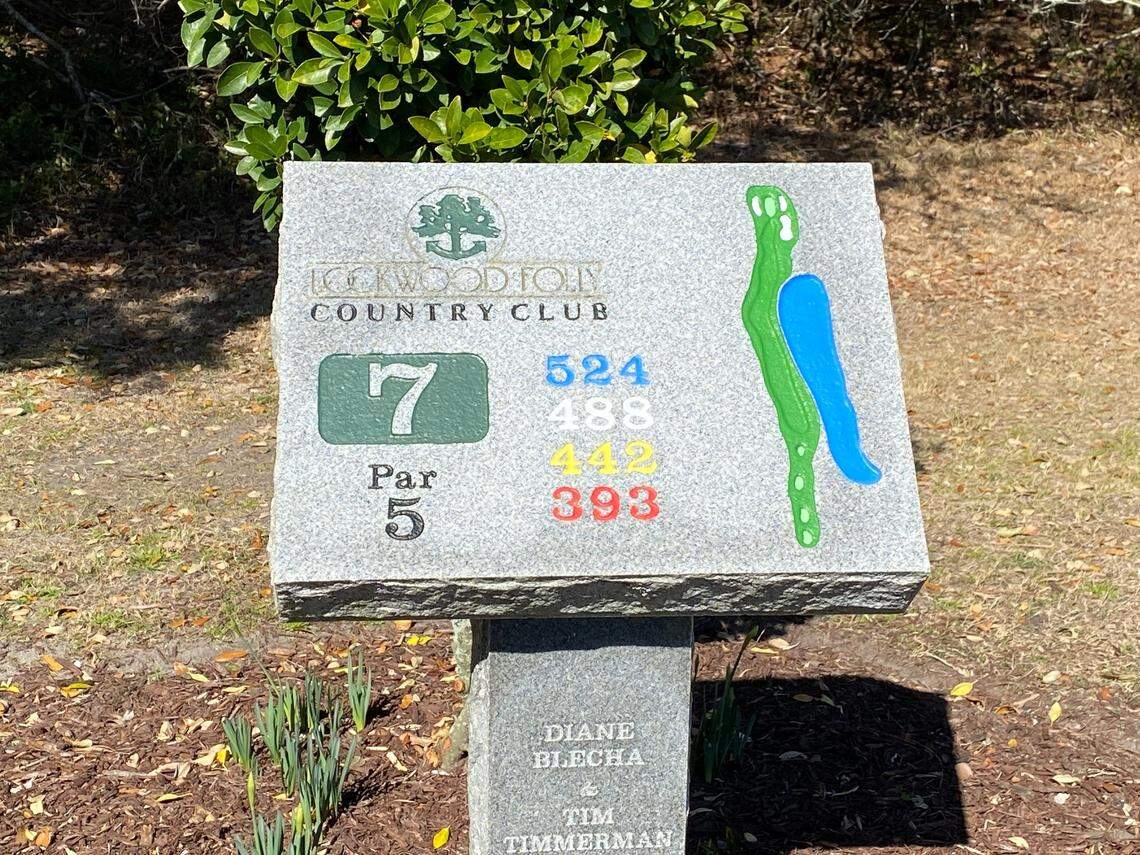 LOCKWOOD FOLLY
COUNTRY CLUB
7
Par
5
524
488
442
393
DIANE
BLECHA
&
TIM
TIMMERMAN